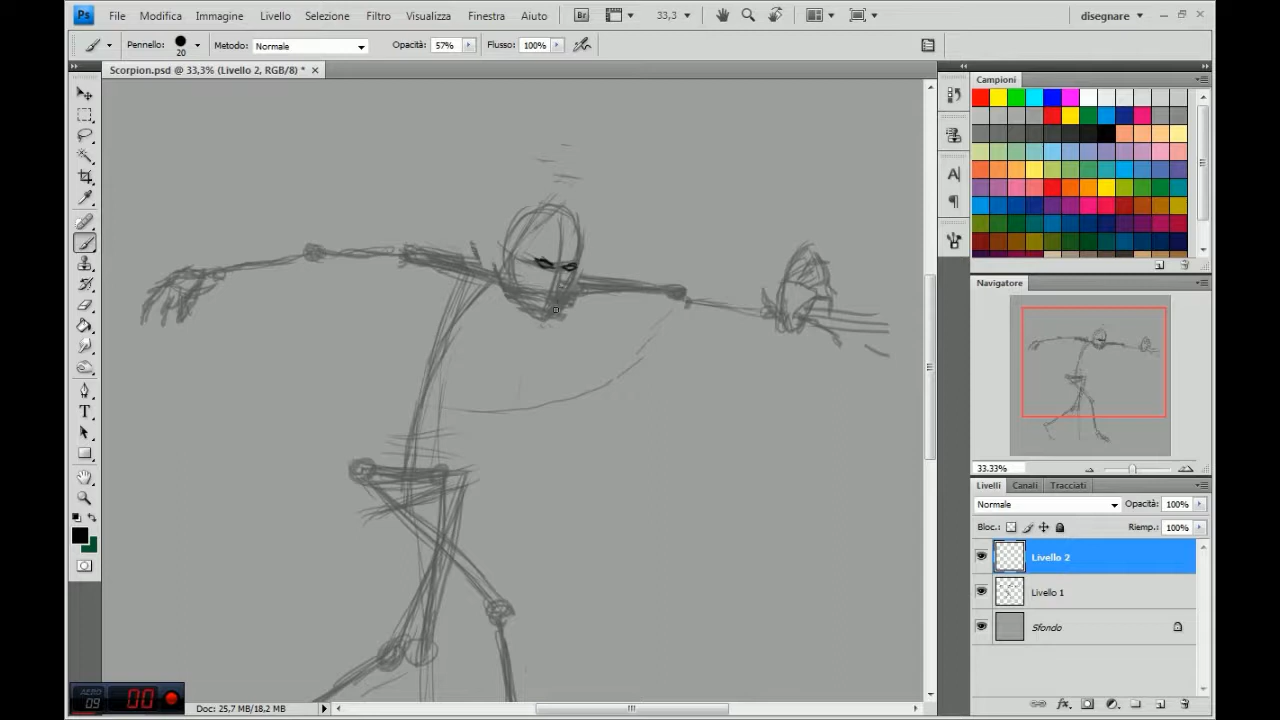 Ps File Modifica Immagine Livello Selezione Filtro Visualizza Finestra Aiuto Br 33,3 disegnare
Pennello: 20 Metodo: Normale Opacità: 57% Flusso: 100%
Scorpion.psd @ 33,3% (Livello 2, RGB/8) *
Campioni
Navigatore
33.33%
Livelli Canali Tracciati
Normale Opacità: 100%
Bloc.: Riemp.: 100%
Livello 2
Livello 1
Sfondo
AERO 09 00
Doc: 25,7 MB/18,2 MB